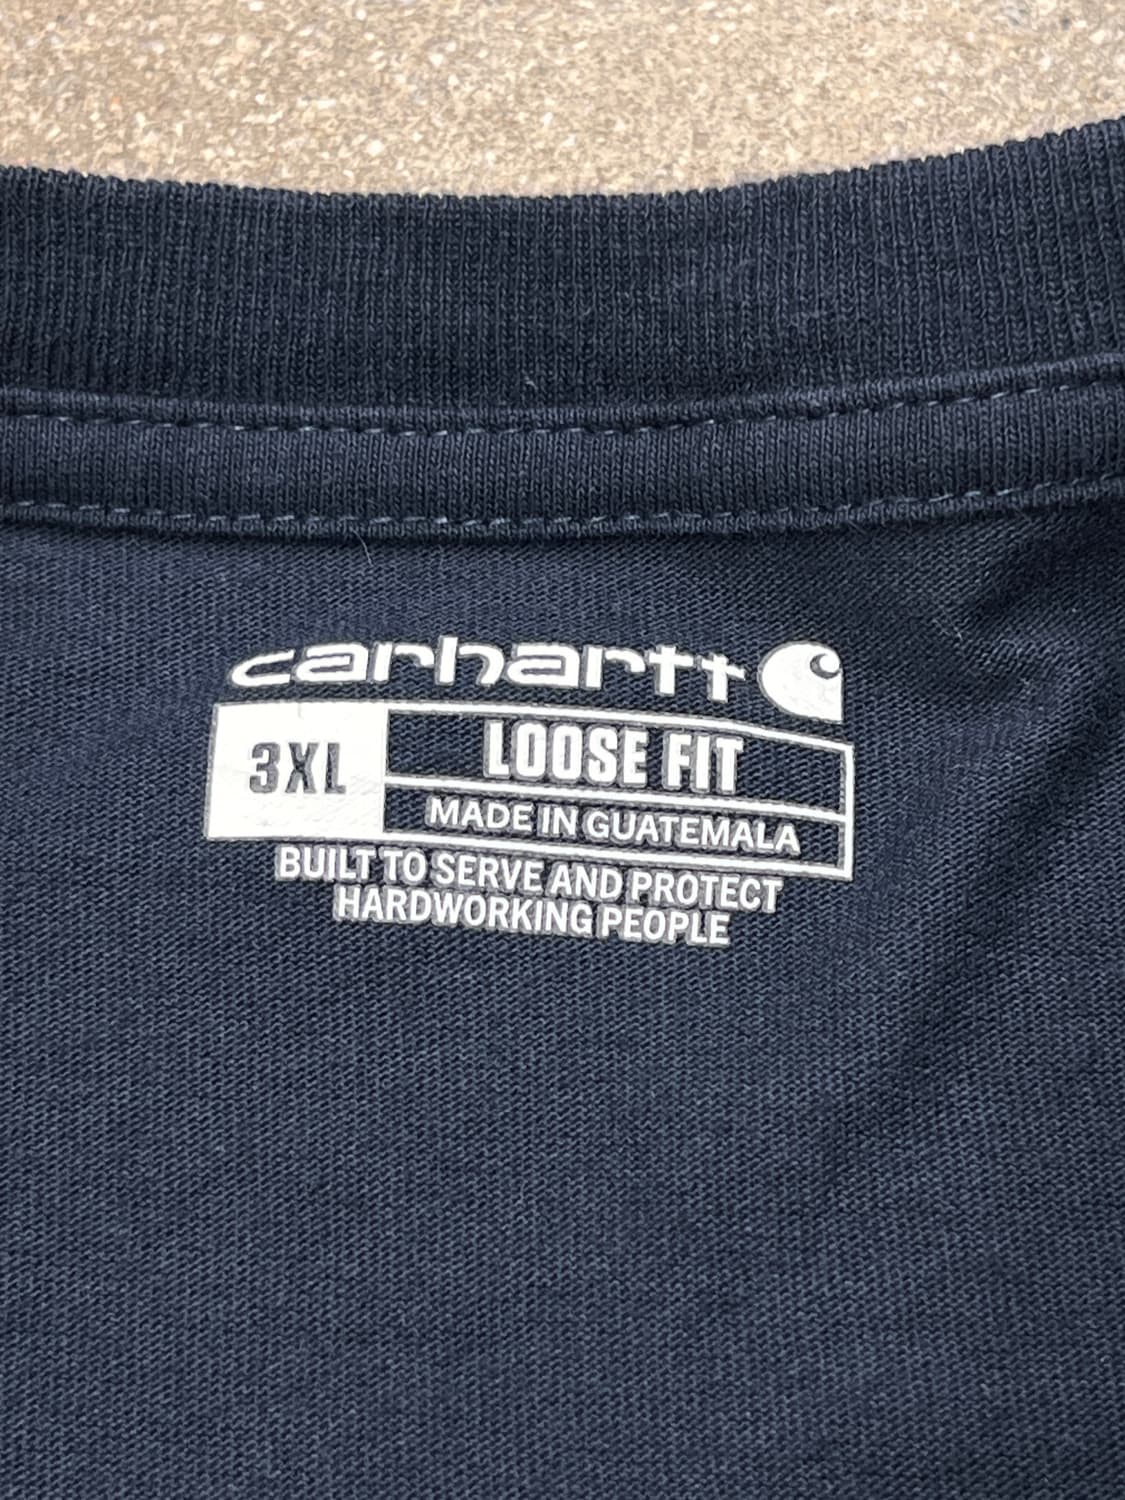 carhartt
3XL
LOOSE FIT
MADE IN GUATEMALA
BUILT TO SERVE AND PROTECT
HARDWORKING PEOPLE